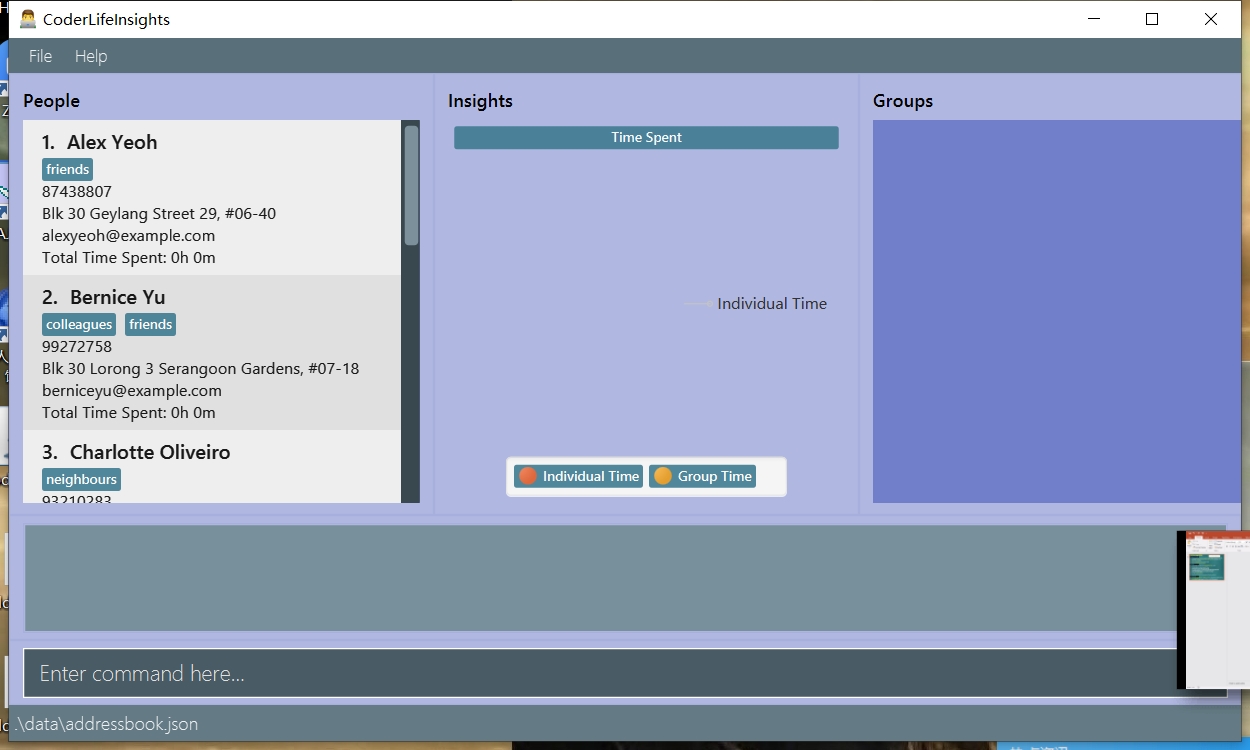 CoderLifeInsights
File Help
People
1. Alex Yeoh
friends
87438807
Blk 30 Geylang Street 29, #06-40
alexyeoh@example.com
Total Time Spent: 0h 0m
2. Bernice Yu
colleagues friends
99272758
Blk 30 Lorong 3 Serangoon Gardens, #07-18
berniceyu@example.com
Total Time Spent: 0h 0m
3. Charlotte Oliveiro
neighbours
93210283
Insights
Time Spent
Individual Time
Individual Time Group Time
Groups
Enter command here...
.\data\addressbook.json